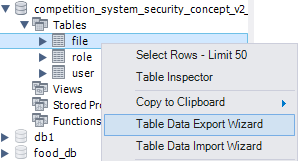 competition_system_security_concept_v2_
Tables
file
role
user
Views
Stored Pro
Functions
db1
food_db
Select Rows - Limit 50
Table Inspector
Copy to Clipboard
Table Data Export Wizard
Table Data Import Wizard